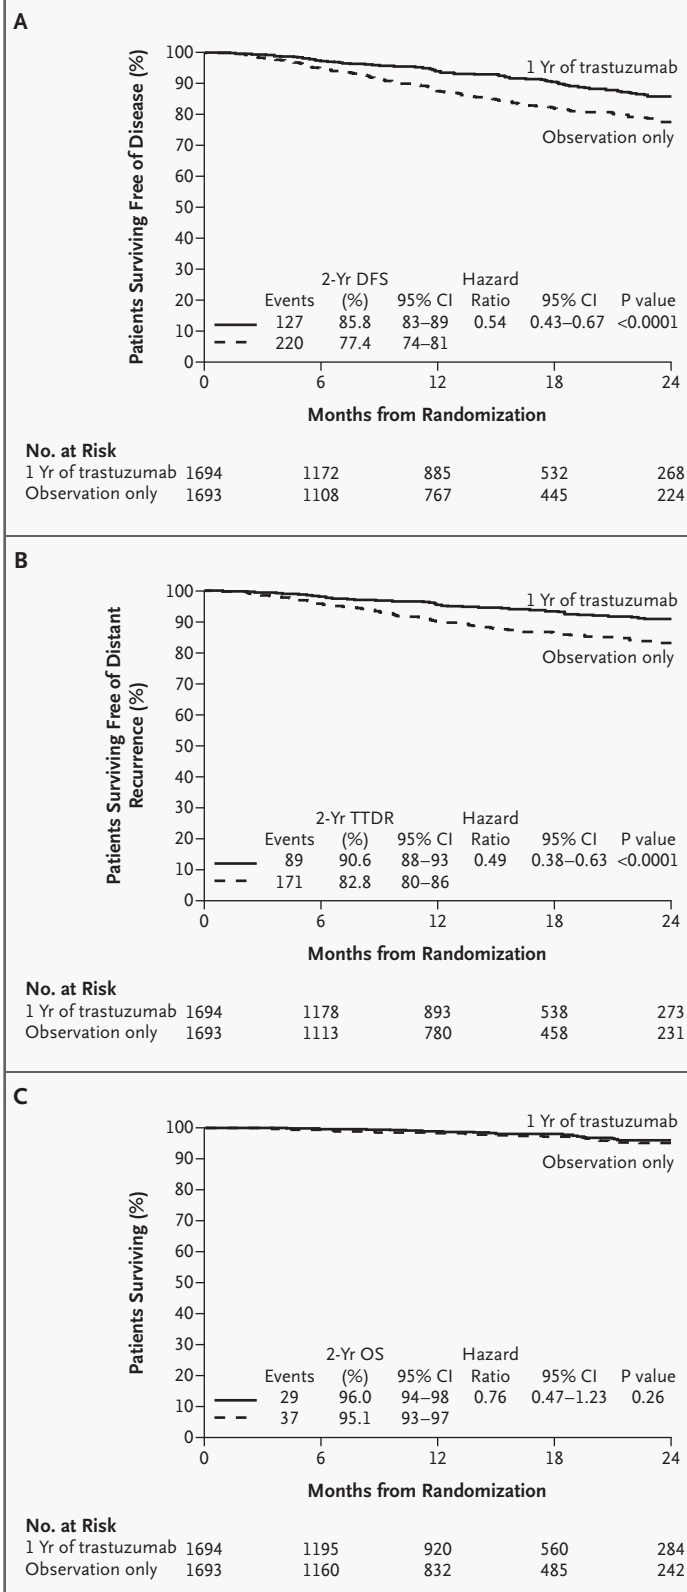 A
Patients Surviving Free of Disease (%)
100
90
80
70
60
50
40
30
20
10
0
1 Yr of trastuzumab
Observation only
2-Yr DFS Hazard
Events (%) 95% CI Ratio 95% CI P value
127 85.8 83–89 0.54 0.43–0.67 <0.0001
220 77.4 74–81
0 6 12 18 24
Months from Randomization
No. at Risk
1 Yr of trastuzumab 1694 1172 885 532 268
Observation only 1693 1108 767 445 224
B
Patients Surviving Free of Distant
Recurrence (%)
100
90
80
70
60
50
40
30
20
10
0
1 Yr of trastuzumab
Observation only
2-Yr TTDR Hazard
Events (%) 95% CI Ratio 95% CI P value
89 90.6 88–93 0.49 0.38–0.63 <0.0001
171 82.8 80–86
0 6 12 18 24
Months from Randomization
No. at Risk
1 Yr of trastuzumab 1694 1178 893 538 273
Observation only 1693 1113 780 458 231
C
Patients Surviving (%)
100
90
80
70
60
50
40
30
20
10
0
1 Yr of trastuzumab
Observation only
2-Yr OS Hazard
Events (%) 95% CI Ratio 95% CI P value
29 96.0 94–98 0.76 0.47–1.23 0.26
37 95.1 93–97
0 6 12 18 24
Months from Randomization
No. at Risk
1 Yr of trastuzumab 1694 1195 920 560 284
Observation only 1693 1160 832 485 242